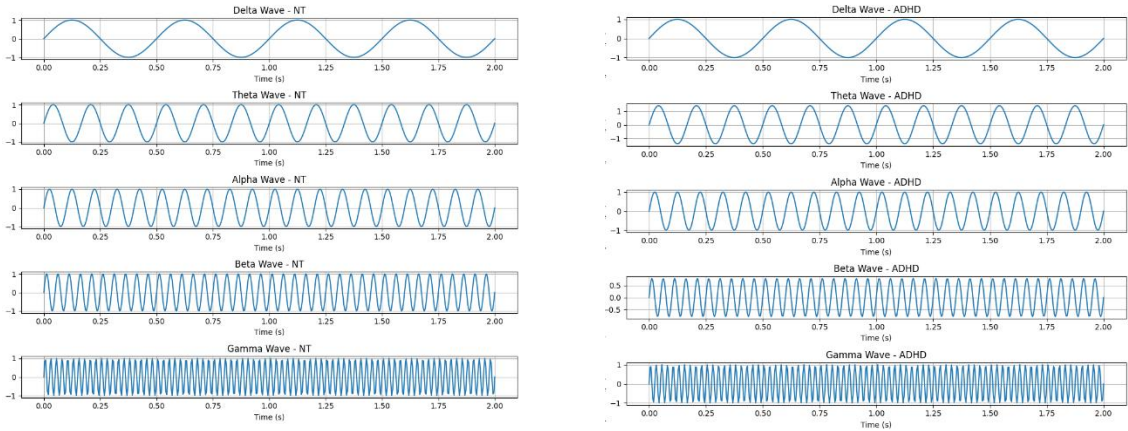 Delta Wave - NT
1
0
−1
0.00 0.25 0.50 0.75 1.00 1.25 1.50 1.75 2.00
Time (s)
Theta Wave - NT
1
0
−1
0.00 0.25 0.50 0.75 1.00 1.25 1.50 1.75 2.00
Time (s)
Alpha Wave - NT
1
0
−1
0.00 0.25 0.50 0.75 1.00 1.25 1.50 1.75 2.00
Time (s)
Beta Wave - NT
1
0
−1
0.00 0.25 0.50 0.75 1.00 1.25 1.50 1.75 2.00
Time (s)
Gamma Wave - NT
1
0
−1
0.00 0.25 0.50 0.75 1.00 1.25 1.50 1.75 2.00
Time (s)
Delta Wave - ADHD
1
0
−1
0.00 0.25 0.50 0.75 1.00 1.25 1.50 1.75 2.00
Time (s)
Theta Wave - ADHD
1
0
−1
0.00 0.25 0.50 0.75 1.00 1.25 1.50 1.75 2.00
Time (s)
Alpha Wave - ADHD
1
0
−1
0.00 0.25 0.50 0.75 1.00 1.25 1.50 1.75 2.00
Time (s)
Beta Wave - ADHD
0.5
0.0
−0.5
0.00 0.25 0.50 0.75 1.00 1.25 1.50 1.75 2.00
Time (s)
Gamma Wave - ADHD
1
0
−1
0.00 0.25 0.50 0.75 1.00 1.25 1.50 1.75 2.00
Time (s)